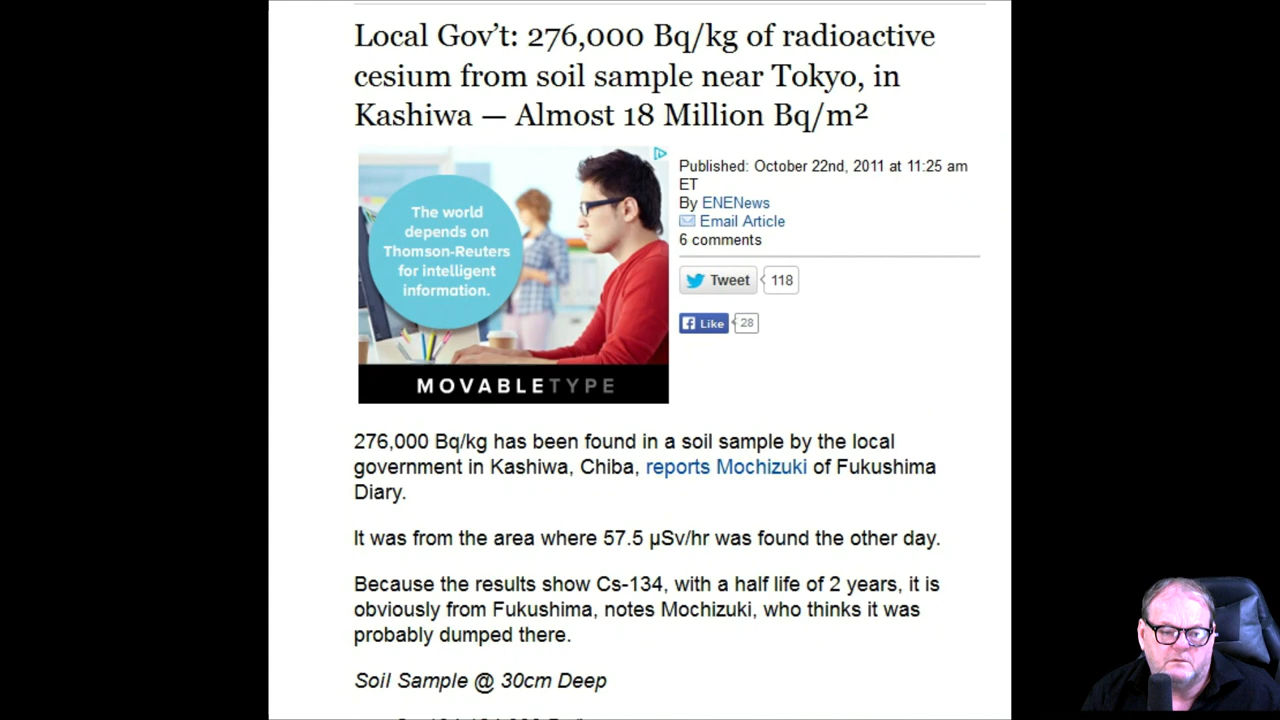 Local Gov’t: 276,000 Bq/kg of radioactive
cesium from soil sample near Tokyo, in
Kashiwa — Almost 18 Million Bq/m²
The world
depends on
Thomson-Reuters
for intelligent
information.
MOVABLETYPE
Published: October 22nd, 2011 at 11:25 am
ET
By ENENews
Email Article
6 comments
Tweet 118
Like 28
276,000 Bq/kg has been found in a soil sample by the local
government in Kashiwa, Chiba, reports Mochizuki of Fukushima
Diary.
It was from the area where 57.5 µSv/hr was found the other day.
Because the results show Cs-134, with a half life of 2 years, it is
obviously from Fukushima, notes Mochizuki, who thinks it was
probably dumped there.
Soil Sample @ 30cm Deep